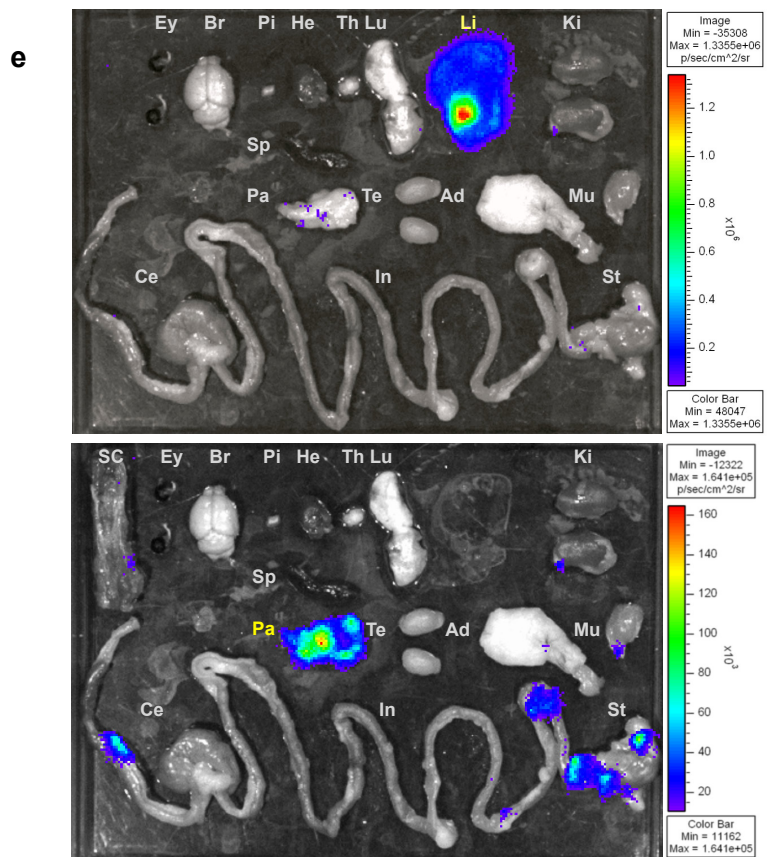 e
Ey Br Pi He Th Lu Li Ki
Sp
Pa Te Ad Mu
Ce In St
Image
Min = -35308
Max = 1.3355e+06
p/sec/cm^2/sr
1.2
1.0
0.8
0.6
0.4
0.2
x10^6
Color Bar
Min = 48047
Max = 1.3355e+06
SC Ey Br Pi He Th Lu Ki
Sp
Pa Te Ad Mu
Ce In St
Image
Min = -12322
Max = 1.641e+05
p/sec/cm^2/sr
160
140
120
100
80
60
40
20
x10^3
Color Bar
Min = 11162
Max = 1.641e+05